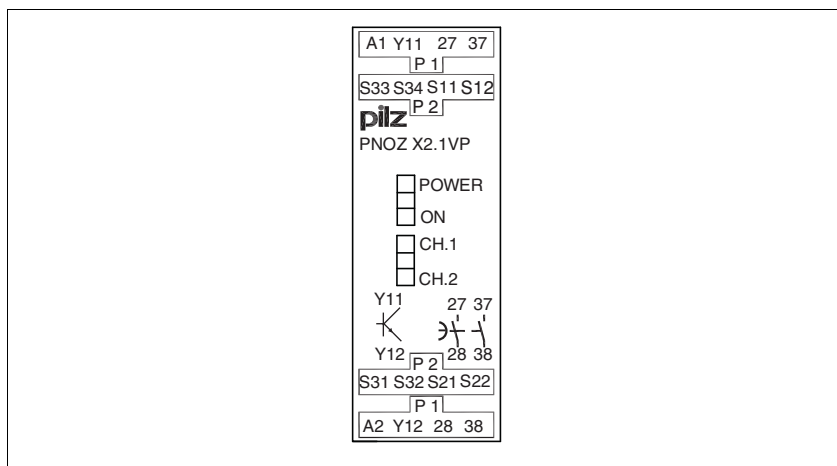 A1 Y11 27 37
P 1
S33 S34 S11 S12
P 2
pilz
PNOZ X2.1VP
POWER
ON
CH.1
CH.2
Y11 27 37
Y12 28 38
P 2
S31 S32 S21 S22
P 1
A2 Y12 28 38